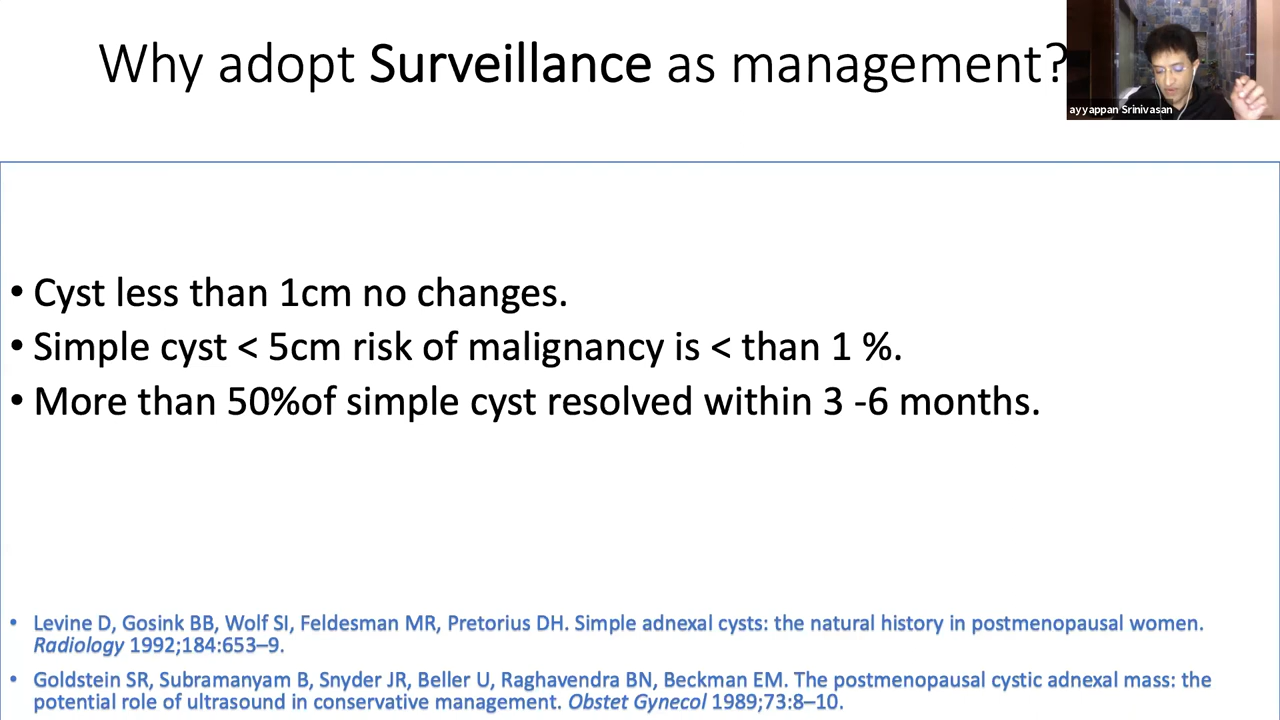 Why adopt Surveillance as management?
ayyappan Srinivasan
• Cyst less than 1cm no changes.
• Simple cyst < 5cm risk of malignancy is < than 1 %.
• More than 50%of simple cyst resolved within 3 -6 months.
• Levine D, Gosink BB, Wolf SI, Feldesman MR, Pretorius DH. Simple adnexal cysts: the natural history in postmenopausal women.
Radiology 1992;184:653–9.
• Goldstein SR, Subramanyam B, Snyder JR, Beller U, Raghavendra BN, Beckman EM. The postmenopausal cystic adnexal mass: the
potential role of ultrasound in conservative management. Obstet Gynecol 1989;73:8–10.